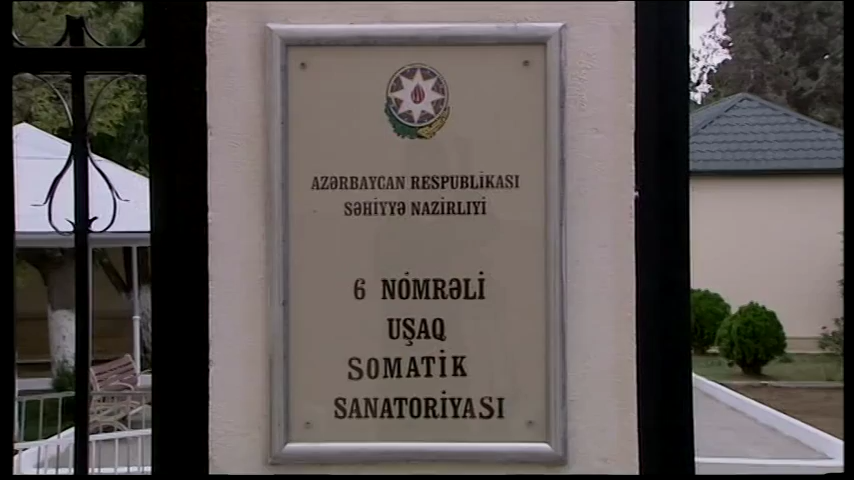 AZƏRBAYCAN RESPUBLİKASI
SƏHİYYƏ NAZİRLİYİ
6 NÖMRƏLİ
UŞAQ
SOMATİK
SANATORİYASI